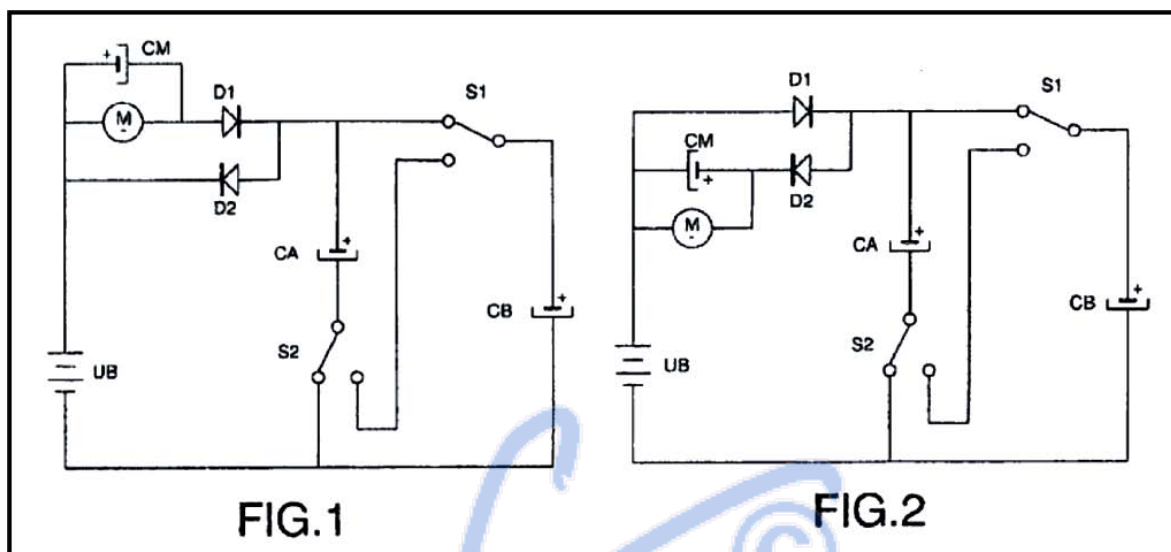 + CM
M
-
D1
D2
S1
CA
+
S2
CB
+
UB
FIG.1
D1
S1
CM
+
D2
M
-
CA
+
S2
CB
+
UB
FIG.2